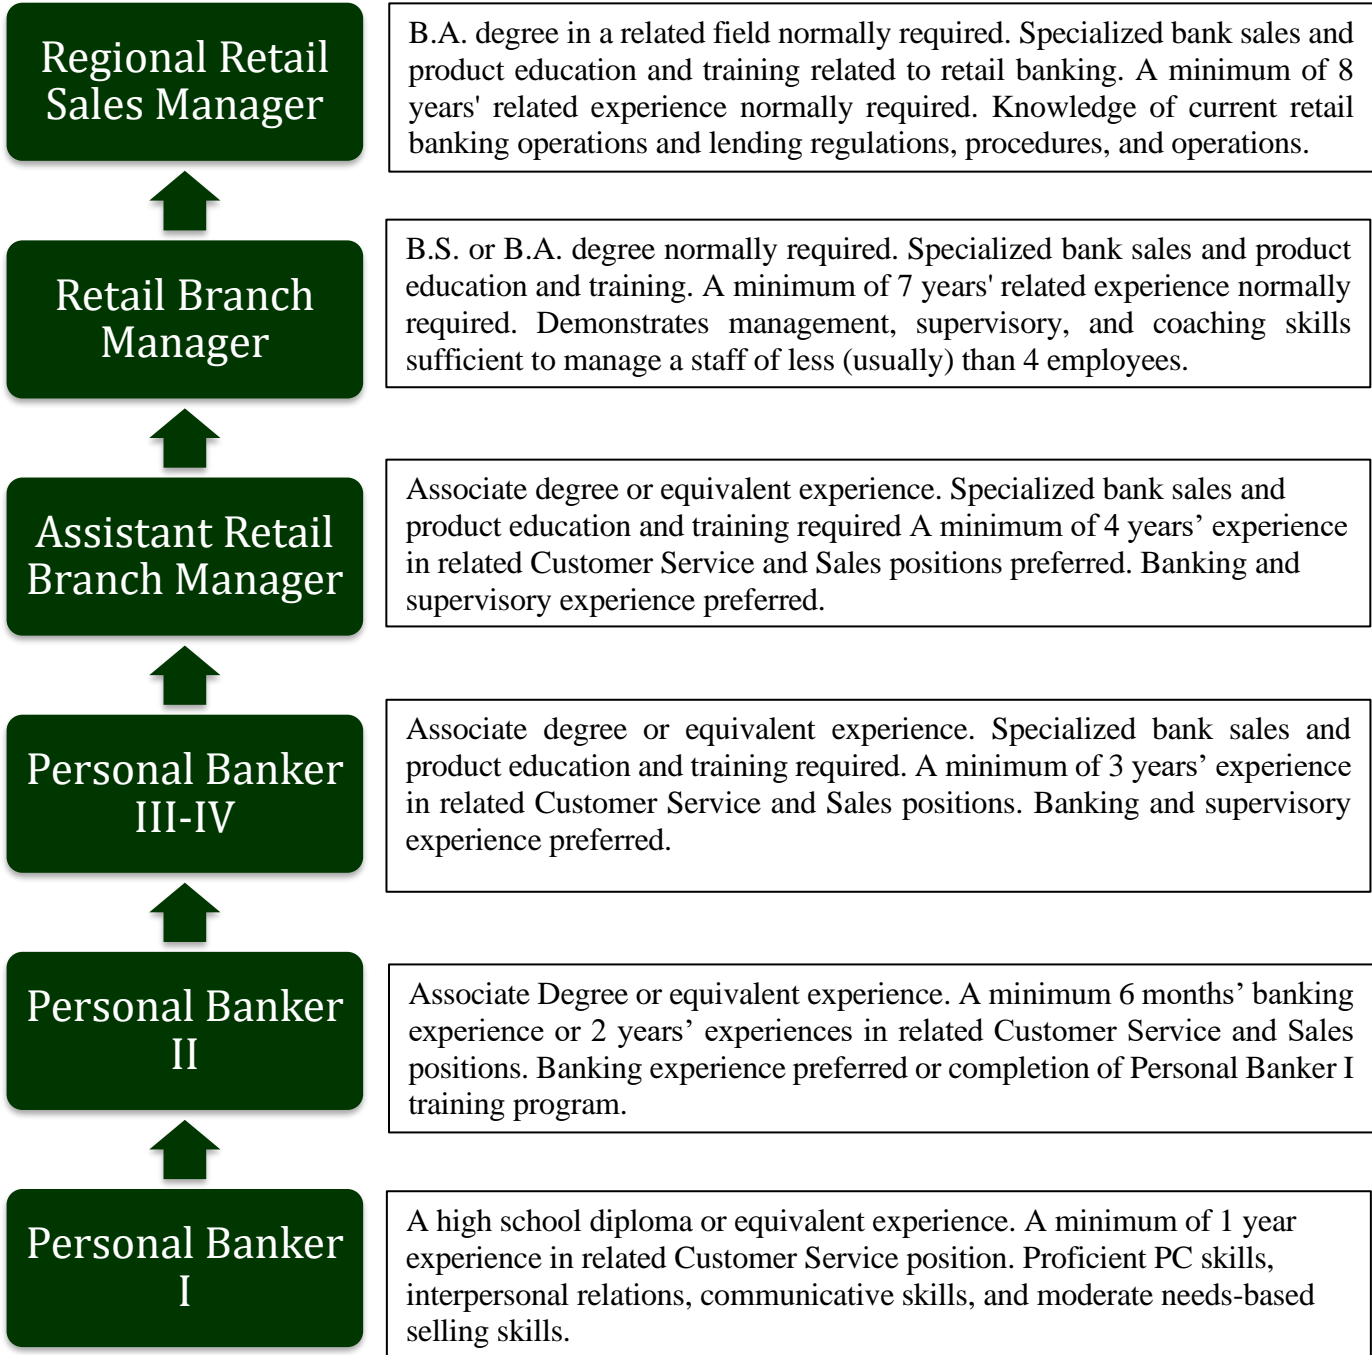 Regional Retail
Sales Manager
B.A. degree in a related field normally required. Specialized bank sales and
product education and training related to retail banking. A minimum of 8
years' related experience normally required. Knowledge of current retail
banking operations and lending regulations, procedures, and operations.
Retail Branch
Manager
B.S. or B.A. degree normally required. Specialized bank sales and product
education and training. A minimum of 7 years' related experience normally
required. Demonstrates management, supervisory, and coaching skills
sufficient to manage a staff of less (usually) than 4 employees.
Assistant Retail
Branch Manager
Associate degree or equivalent experience. Specialized bank sales and
product education and training required A minimum of 4 years’ experience
in related Customer Service and Sales positions preferred. Banking and
supervisory experience preferred.
Personal Banker
III-IV
Associate degree or equivalent experience. Specialized bank sales and
product education and training required. A minimum of 3 years’ experience
in related Customer Service and Sales positions. Banking and supervisory
experience preferred.
Personal Banker
II
Associate Degree or equivalent experience. A minimum 6 months’ banking
experience or 2 years’ experiences in related Customer Service and Sales
positions. Banking experience preferred or completion of Personal Banker I
training program.
Personal Banker
I
A high school diploma or equivalent experience. A minimum of 1 year
experience in related Customer Service position. Proficient PC skills,
interpersonal relations, communicative skills, and moderate needs-based
selling skills.